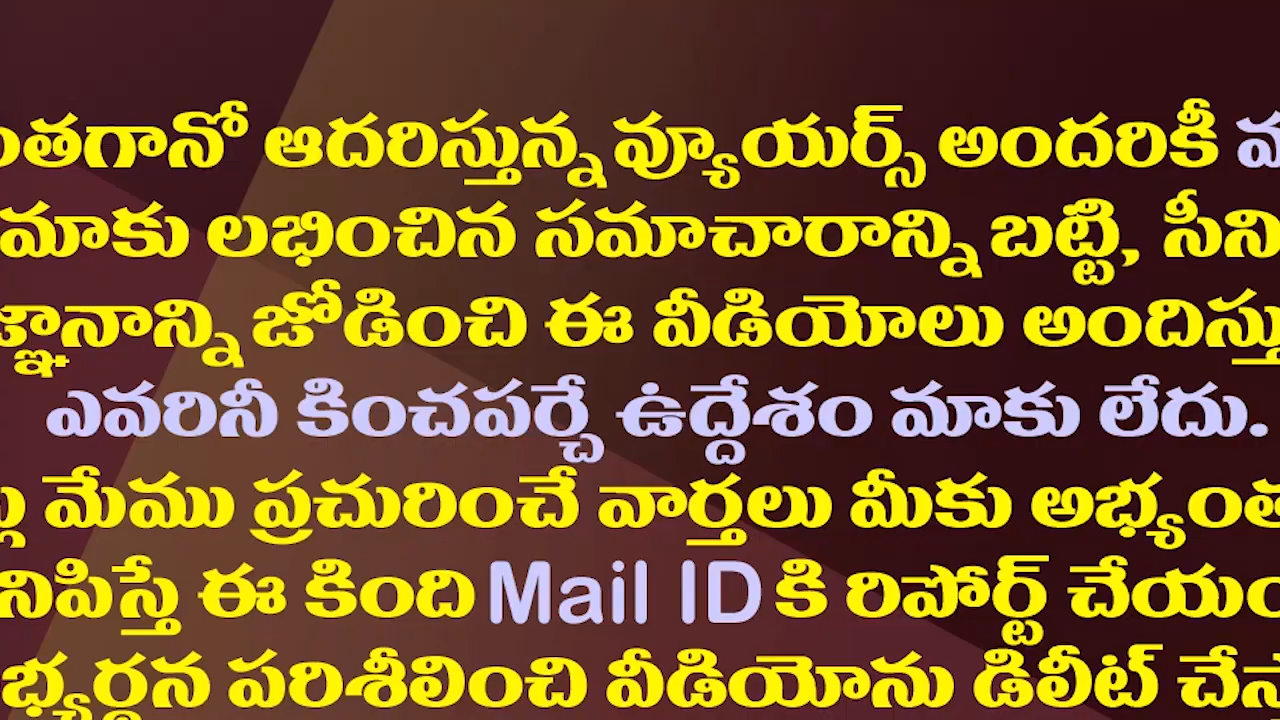 ఆదరిస్తున్న వ్యూయర్స్ అందరికీ
మాకు లభించిన సమాచారాన్ని బట్టి,
జోడించి ఈ వీడియోలు
ఎవరినీ కించపర్చే ఉద్దేశం మాకు లేదు.
మేము ప్రచురించే వార్తలు మీకు
ఈ కింది Mail ID కి రిపోర్ట్
పరిశీలించి వీడియోను డిలీట్